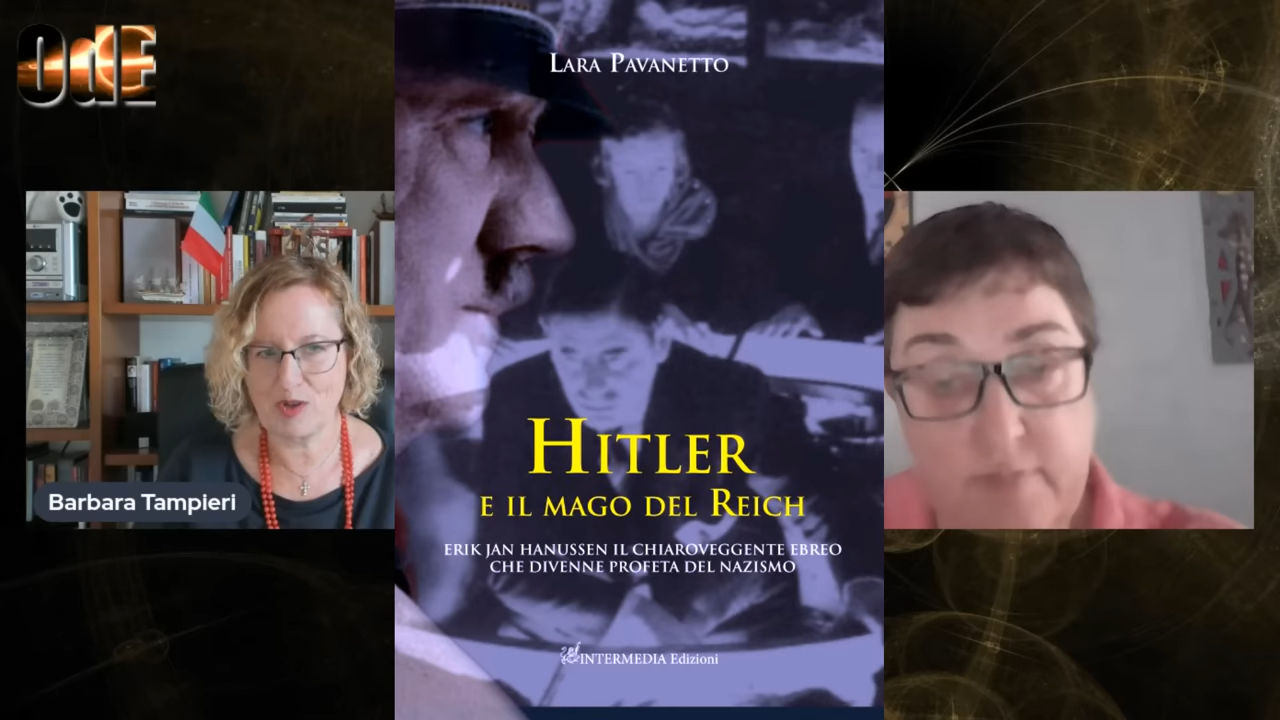 OdE
LARA PAVANETTO
Barbara Tampieri
HITLER
E IL MAGO DEL REICH
ERIK JAN HANUSSEN IL CHIAROVEGGENTE EBREO
CHE DIVENNE PROFETA DEL NAZISMO
INTERMEDIA Edizioni